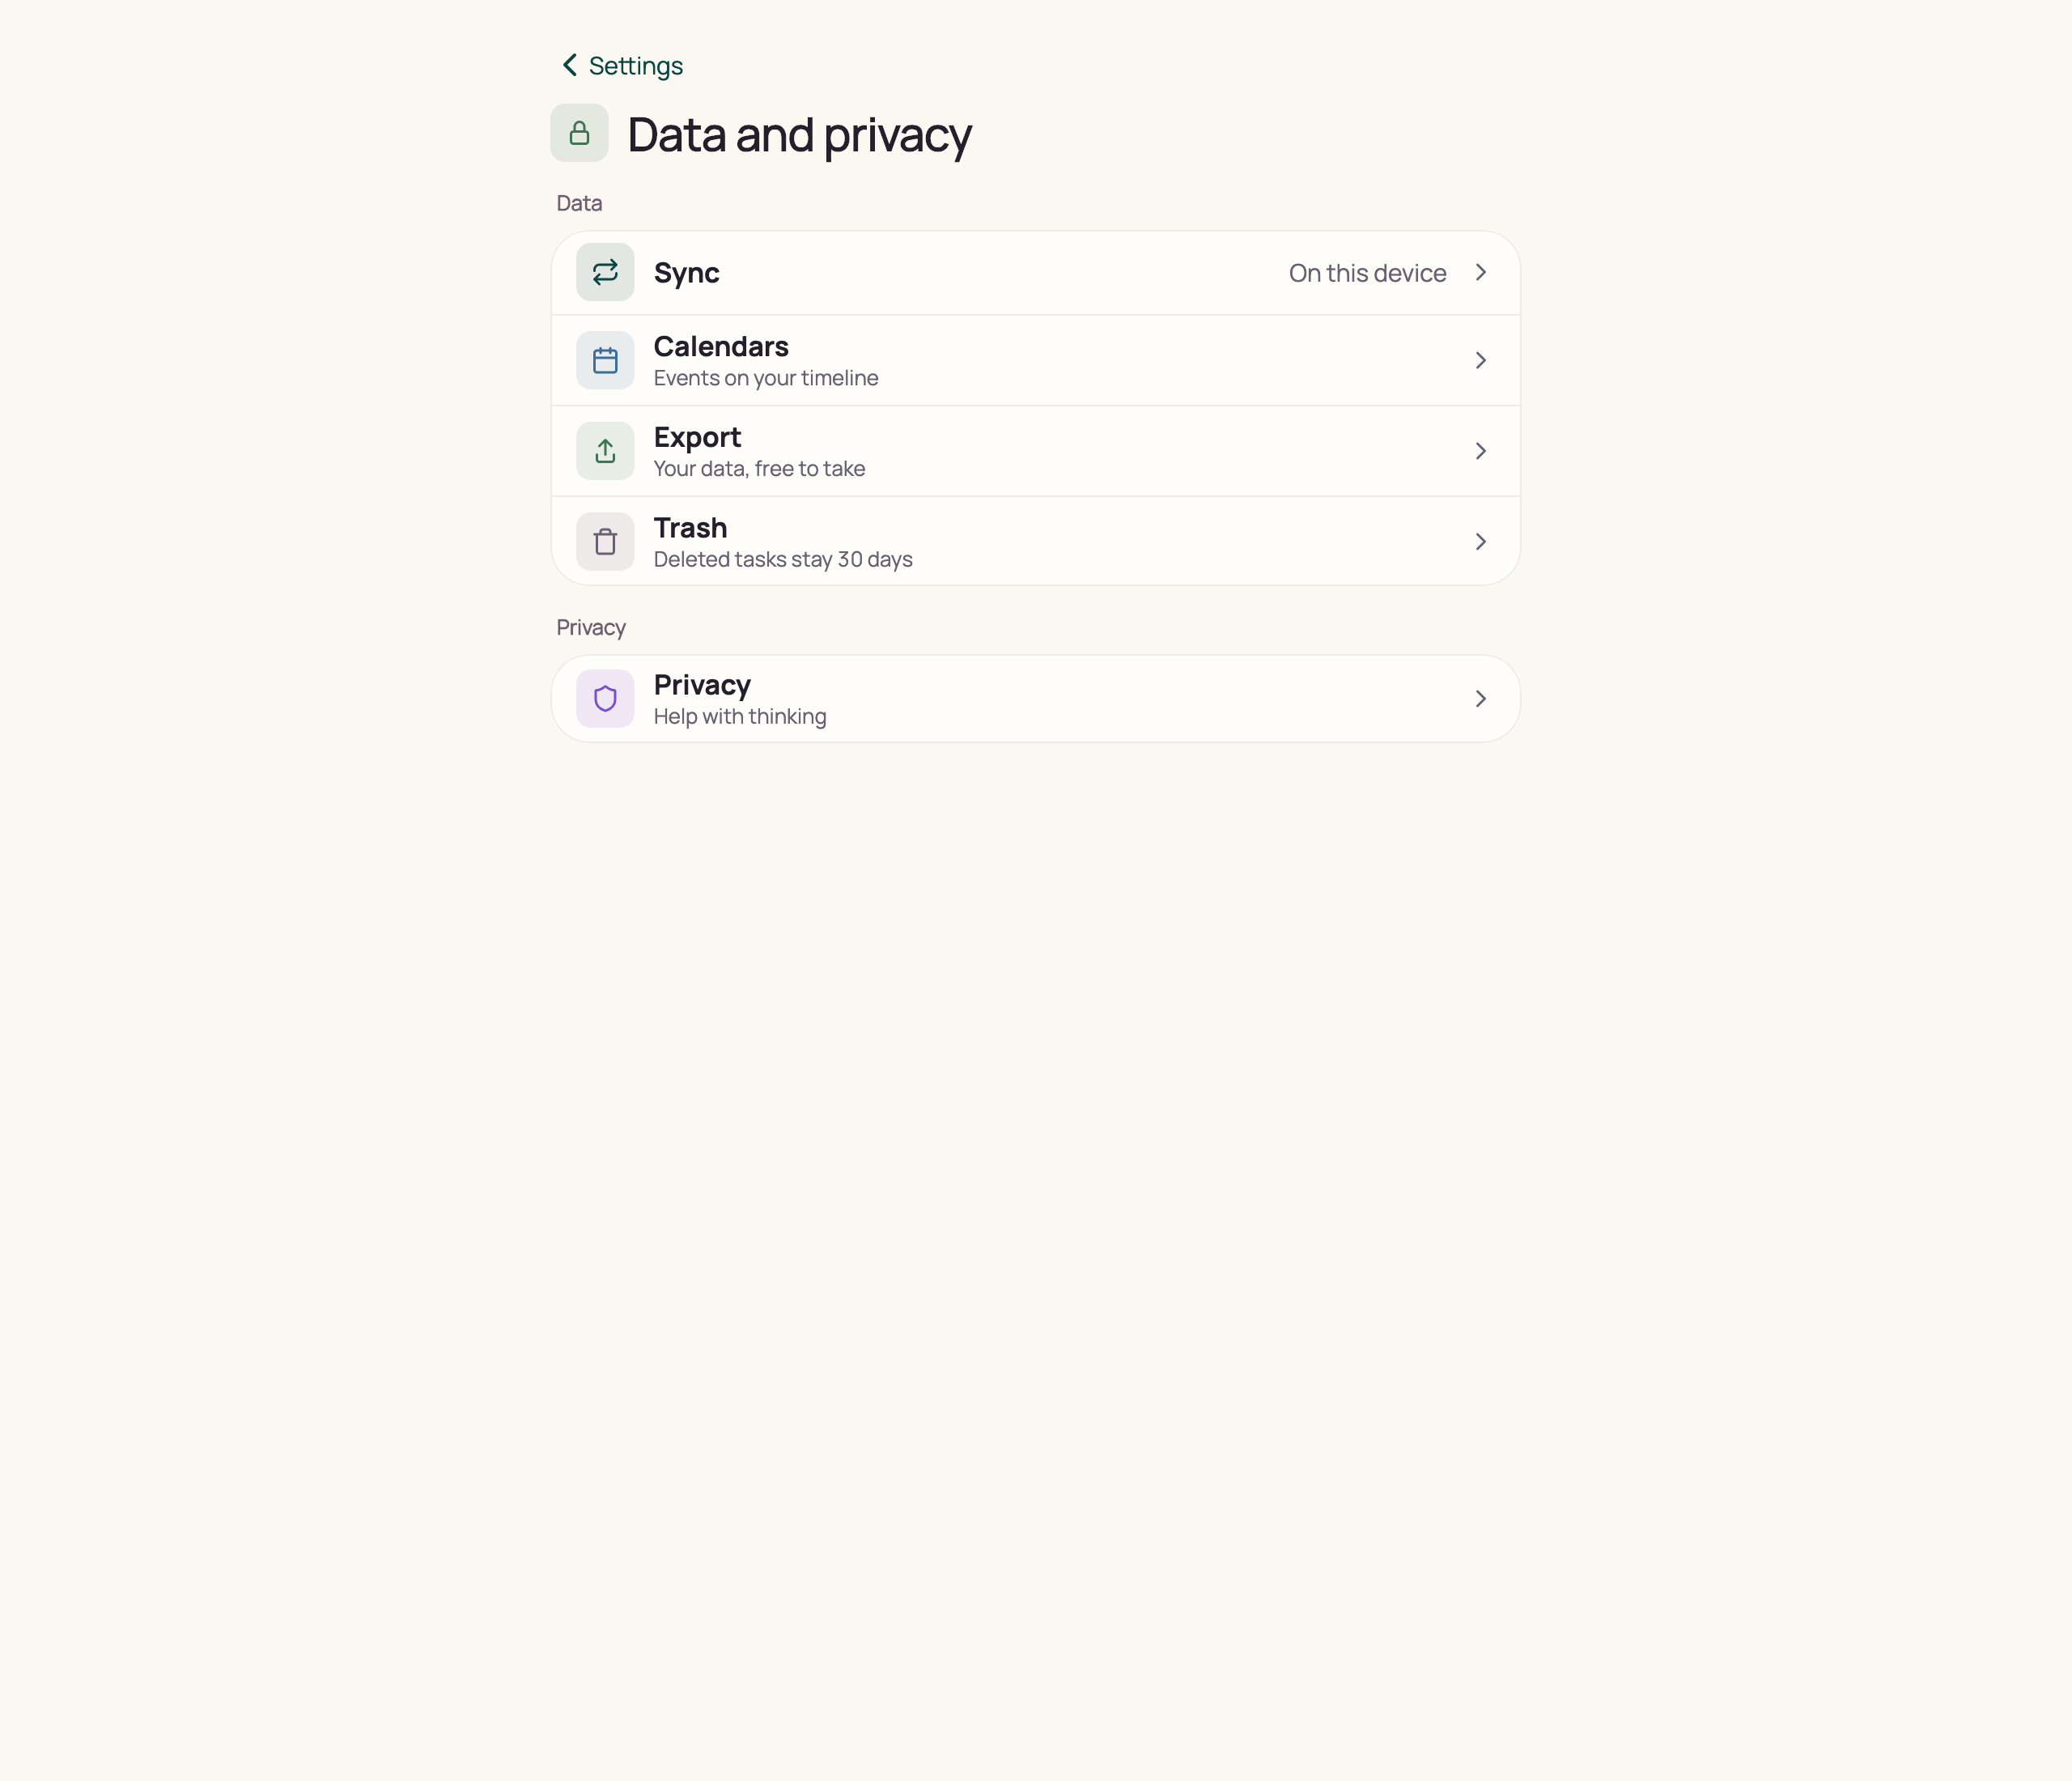 Settings
Data and privacy
Data
Sync
On this device
Calendars
Events on your timeline
Export
Your data, free to take
Trash
Deleted tasks stay 30 days
Privacy
Privacy
Help with thinking